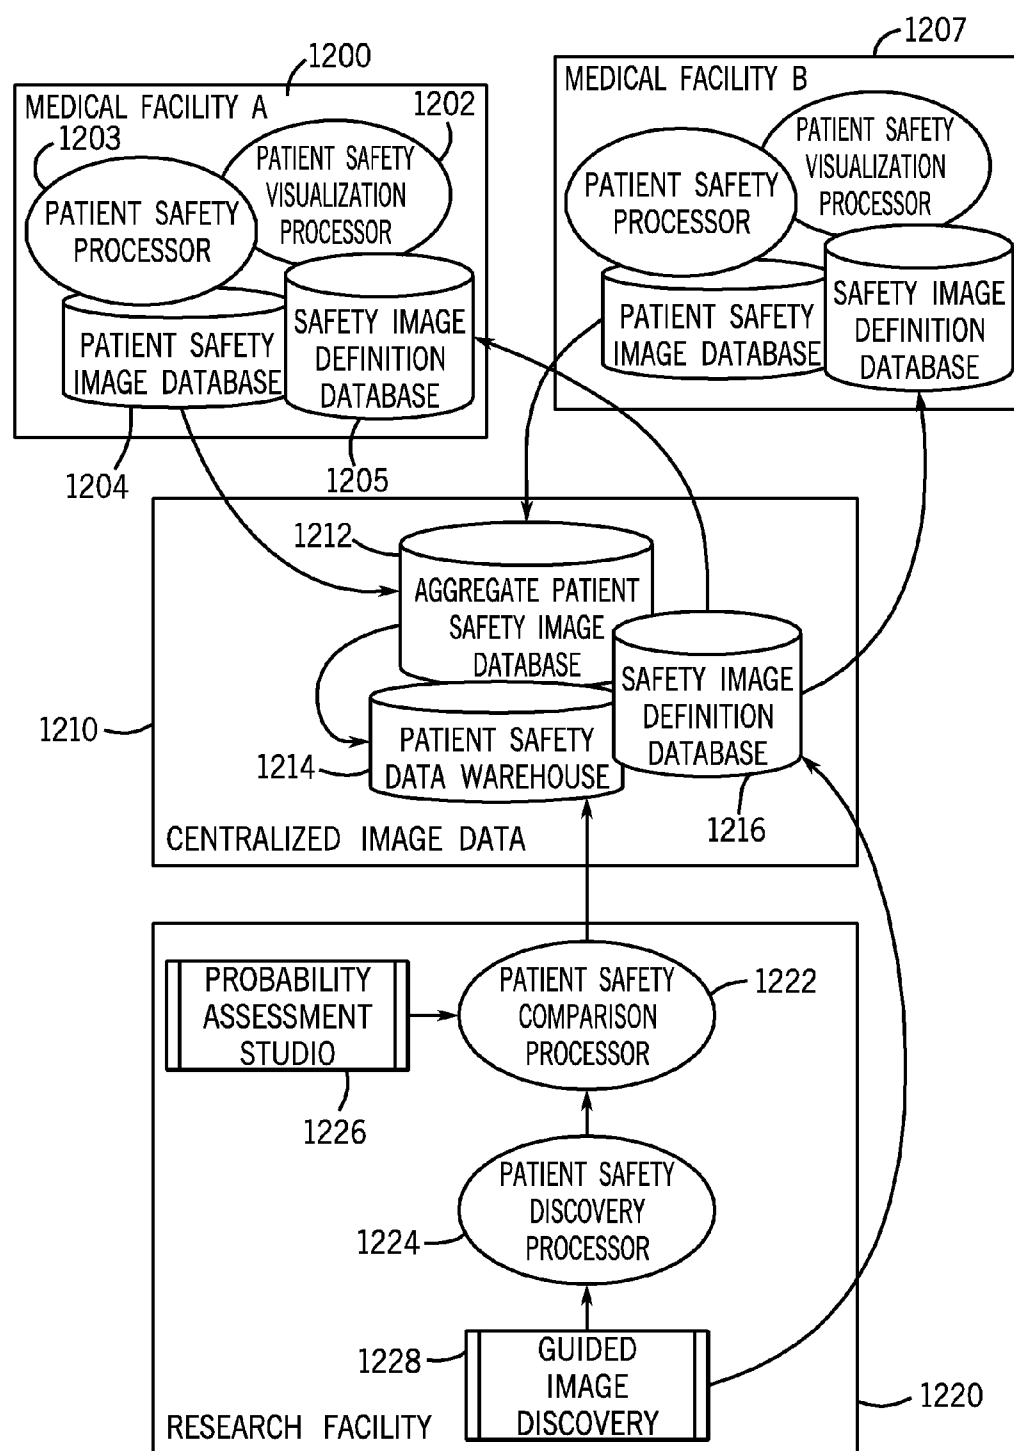 1200
MEDICAL FACILITY A
1203
1202
PATIENT SAFETY
VISUALIZATION
PROCESSOR
PATIENT SAFETY
PROCESSOR
PATIENT SAFETY
IMAGE DATABASE
SAFETY IMAGE
DEFINITION
DATABASE
1204
1205
1207
MEDICAL FACILITY B
PATIENT SAFETY
VISUALIZATION
PROCESSOR
PATIENT SAFETY
PROCESSOR
PATIENT SAFETY
IMAGE DATABASE
SAFETY IMAGE
DEFINITION
DATABASE
1212
AGGREGATE PATIENT
SAFETY IMAGE
DATABASE
SAFETY IMAGE
DEFINITION
DATABASE
1210
1214
PATIENT SAFETY
DATA WAREHOUSE
1216
CENTRALIZED IMAGE DATA
PROBABILITY
ASSESSMENT
STUDIO
1226
PATIENT SAFETY
COMPARISON
PROCESSOR
1222
PATIENT SAFETY
DISCOVERY
PROCESSOR
1224
1228
GUIDED
IMAGE
DISCOVERY
1220
RESEARCH FACILITY